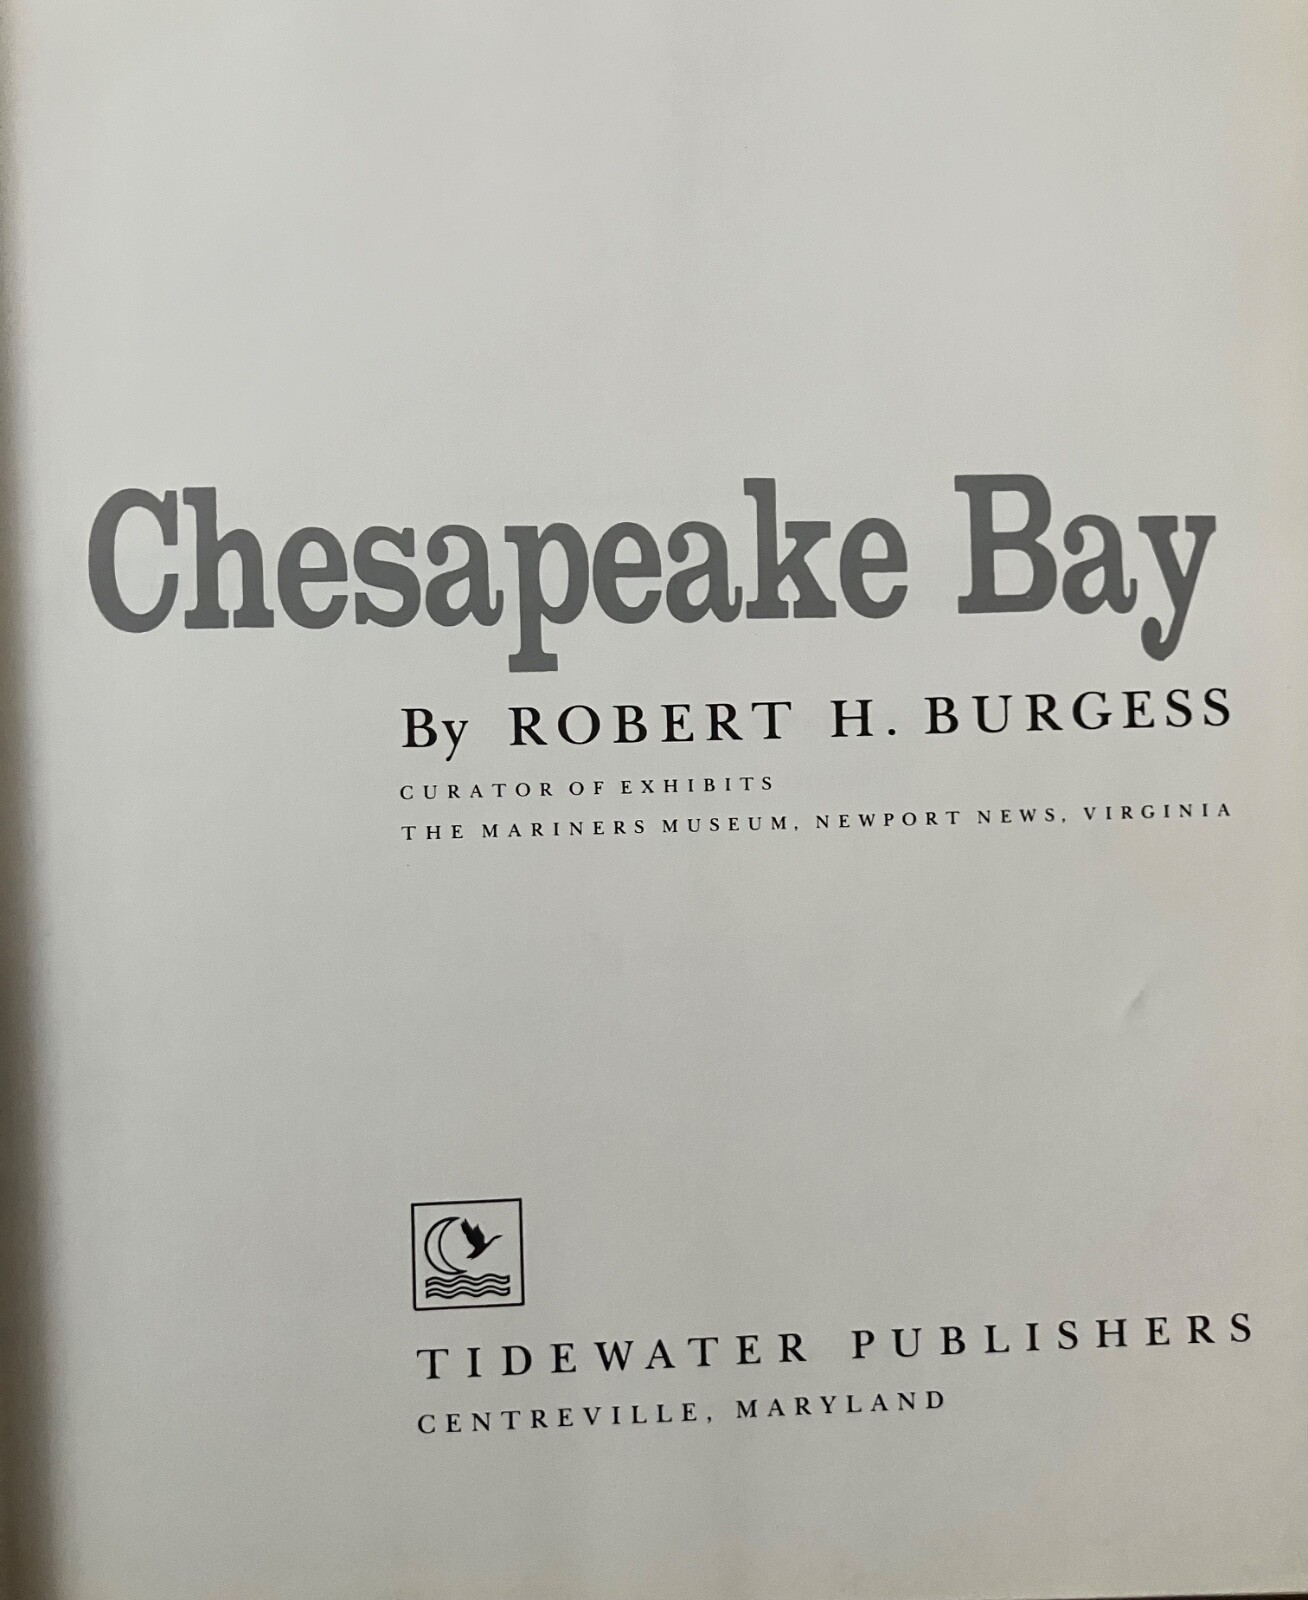 Chesapeake Bay
By ROBERT H. BURGESS
CURATOR OF EXHIBITS
THE MARINERS MUSEUM, NEWPORT NEWS, VIRGINIA
TIDEWATER PUBLISHERS
CENTREVILLE, MARYLAND